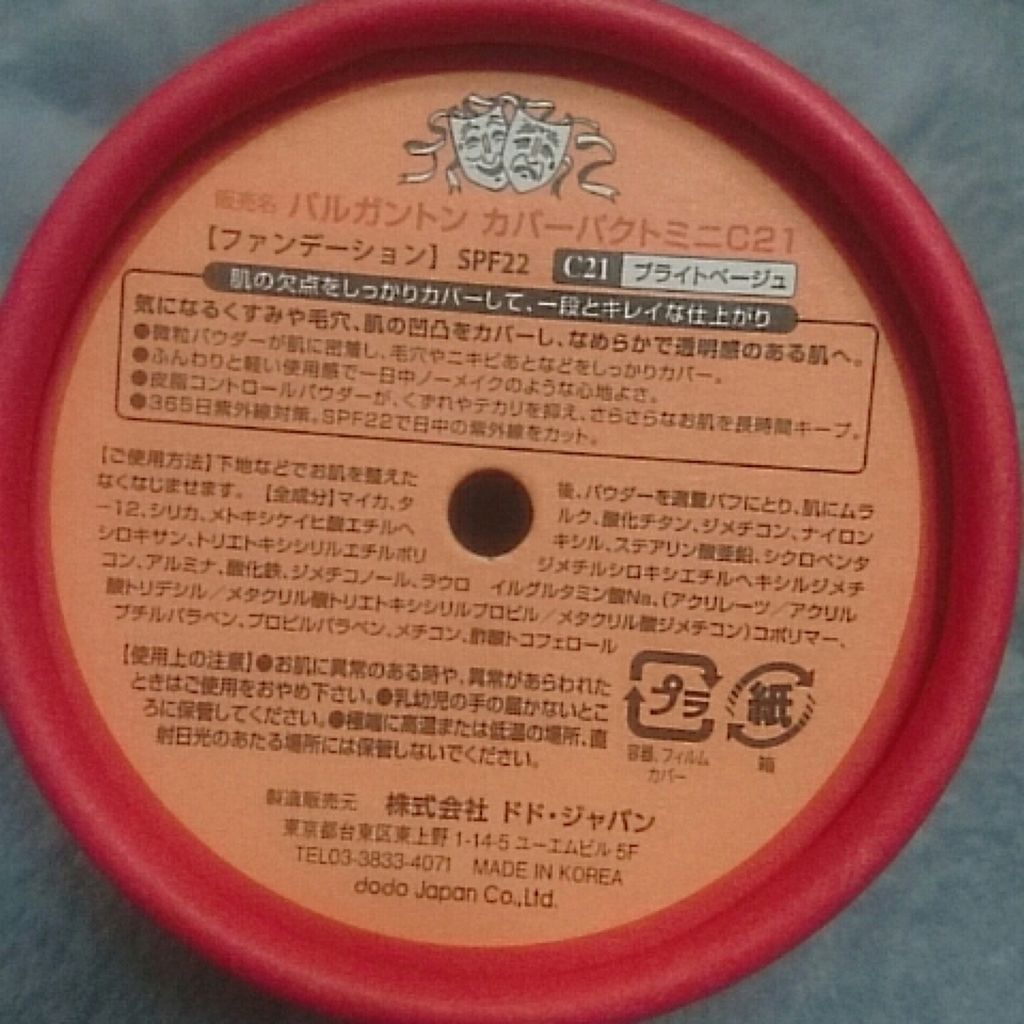 販売名 バルガントン カバーパクトミニC21
【ファンデーション】 SPF22 C21 ブライトベージュ
肌の欠点をしっかりカバーして、一段とキレイな仕上がり
気になるくすみや毛穴、肌の凹凸をカバーし、なめらかで透明感のある肌へ。
●微粒パウダーが肌に密着し、毛穴やニキビあとなどをしっかりカバー。
●ふんわりと軽い使用感で一日中ノーメイクのような心地よさ。
●皮脂コントロールパウダーが、くずれやテカリを抑え、さらさらなお肌を長時間キープ。
●365日紫外線対策。SPF22で日中の紫外線をカット。
【ご使用方法】下地などでお肌を整えた後、パウダーを適量パフにとり、肌にムラ
なくなじませます。 【全成分】マイカ、タルク、酸化チタン、ジメチコン、ナイロン
-12、シリカ、メトキシケイヒ酸エチルヘキシル、ステアリン酸亜鉛、シクロペンタ
シロキサン、トリエトキシシリルエチルポリジメチルシロキシエチルヘキシルジメチ
コン、アルミナ、酸化鉄、ジメチコノール、ラウロイルグルタミン酸Na、(アクリレーツ/アクリル
酸トリデシル/メタクリル酸トリエトキシシリルプロピル/メタクリル酸ジメチコン)コポリマー、
ブチルパラベン、プロピルパラベン、メチコン、酢酸トコフェロール
【使用上の注意】●お肌に異常のある時や、異常があらわれた
ときはご使用をおやめ下さい。●乳幼児の手の届かないとこ
ろに保管してください。●極端に高温または低温の場所、直
射日光のあたる場所には保管しないでください。
プラ 紙
容器、フィルム 箱
カバー
製造販売元 株式会社 ドド・ジャパン
東京都台東区東上野 1-14-5 ユーエムビル 5F
TEL03-3833-4071 MADE IN KOREA
dodo Japan Co.,Ltd.